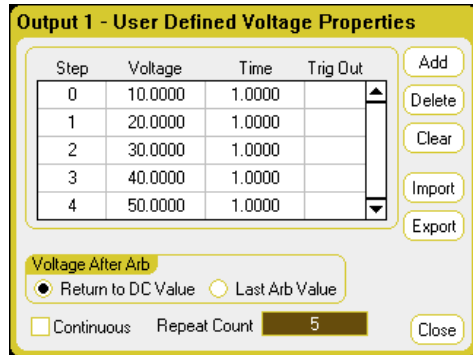 Output 1 - User Defined Voltage Properties
Step Voltage Time Trig Out
0 10.0000 1.0000
1 20.0000 1.0000
2 30.0000 1.0000
3 40.0000 1.0000
4 50.0000 1.0000
Add
Delete
Clear
Import
Export
Voltage After Arb
Return to DC Value Last Arb Value
Continuous Repeat Count 5
Close